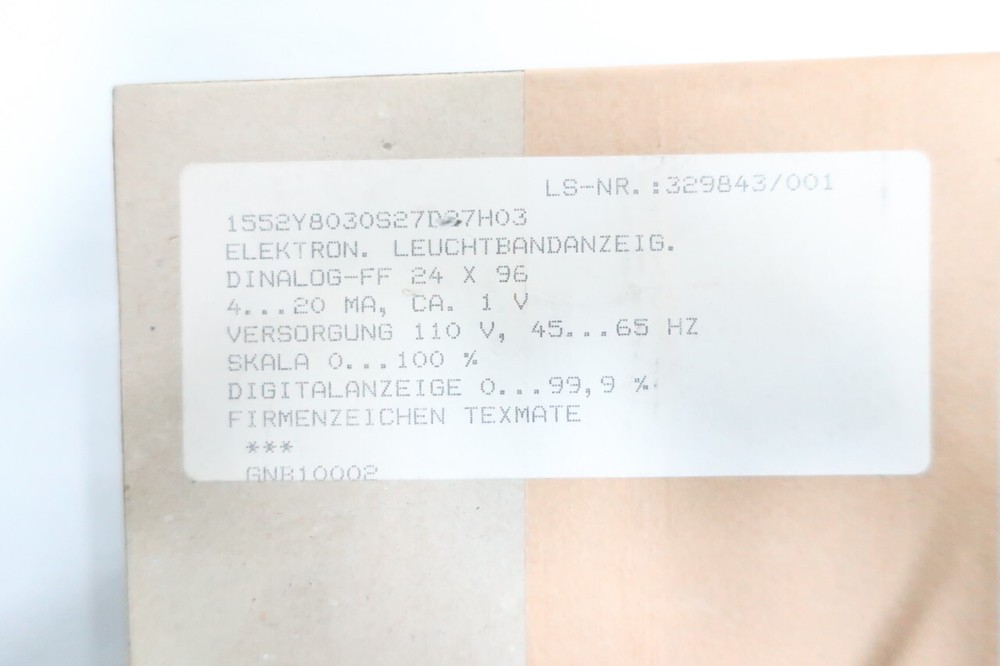 LS-NR.:329843/001
ELEKTRON. LEUCHTBANDANZEIG.
DINALOG-FF 24 X 96
4...20 MA, CA. 1 V
VERSORGUNG 110 V, 45...65 HZ
SKALA 0...100 %
DIGITALANZEIGE 0...99,9 %
FIRMENZEICHEN TEXMATE
***
GNB10002